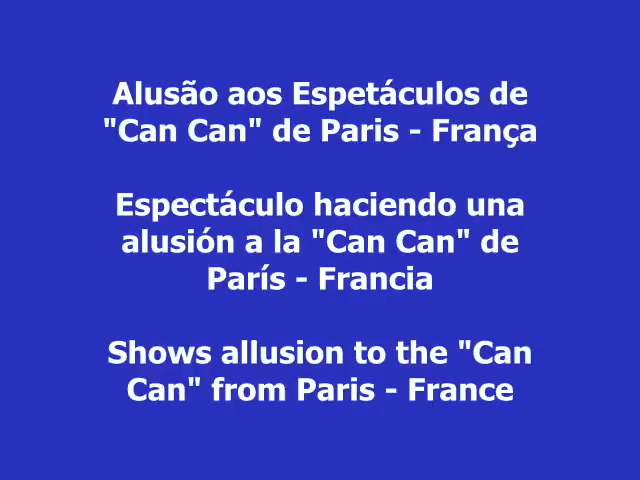 Alusão aos Espetáculos de
"Can Can" de Paris - França
Espectáculo haciendo una
alusión a la "Can Can" de
París - Francia
Shows allusion to the "Can
Can" from Paris - France